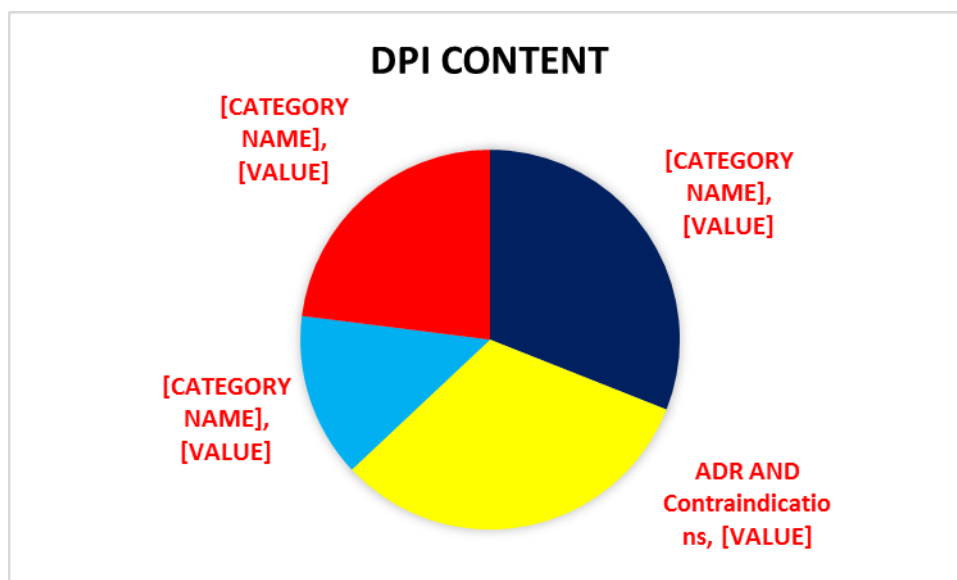 DPI CONTENT
[CATEGORY
NAME],
[VALUE]
[CATEGORY
NAME],
[VALUE]
[CATEGORY
NAME],
[VALUE]
ADR AND
Contraindicatio
ns, [VALUE]